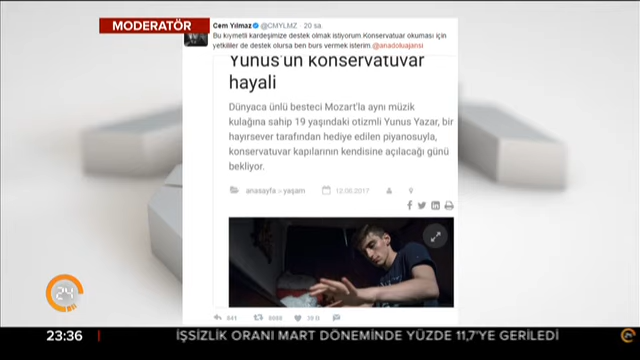 MODERATÖR
Cem Yılmaz @CMYLMZ · 20 sa.
Bu kıymetli kardeşimize destek olmak istiyorum Konservatuar okuması için
yetkililer de destek olursa ben burs vermek isterim.@anadoluajansi
Yunus'un konservatuvar
hayali
Dünyaca ünlü besteci Mozart'la aynı müzik
kulağına sahip 19 yaşındaki otizmli Yunus Yazar, bir
hayırsever tarafından hediye edilen piyanosuyla,
konservatuvar kapılarının kendisine açılacağı günü
bekliyor.
anasayfa > yaşam 12.06.2017
24
23:36 İŞSİZLİK ORANI MART DÖNEMİNDE YÜZDE 11,7'YE GERİLEDİ